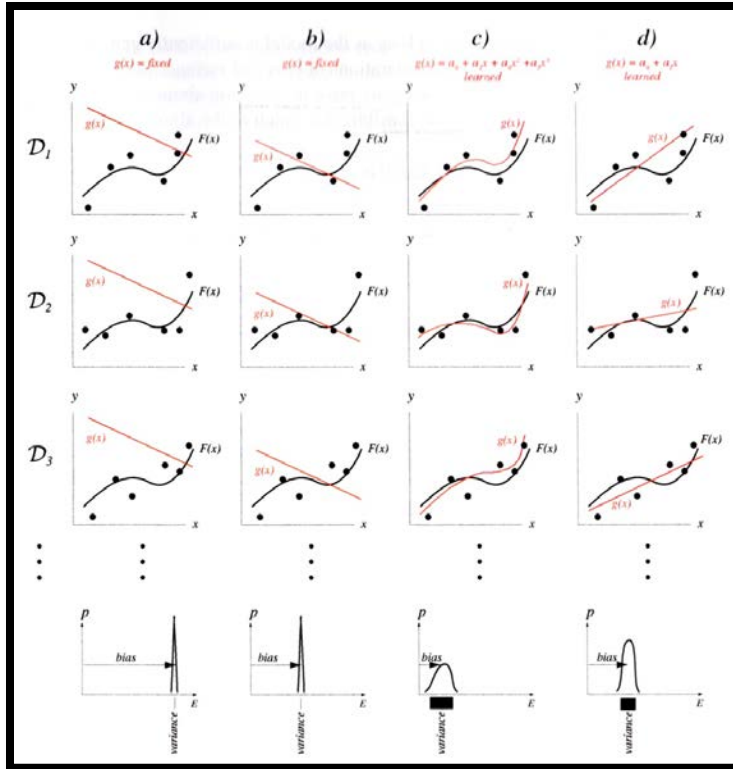 a) b) c) d)
g(x) = fixed g(x) = fixed g(x) = a₀ + a₁x + a₂x² + a₃x³ g(x) = a₀ + a₁x
learned learned
y y y y
D₁ g(x) F(x) g(x) F(x) g(x) F(x) g(x) F(x)
x x x x
y y y y
D₂ g(x) F(x) g(x) F(x) g(x) F(x) g(x) F(x)
x x x x
y y y y
D₃ g(x) F(x) g(x) F(x) g(x) F(x) g(x) F(x)
x x x x
p p p p
bias bias bias bias
E E E E
variance variance variance variance